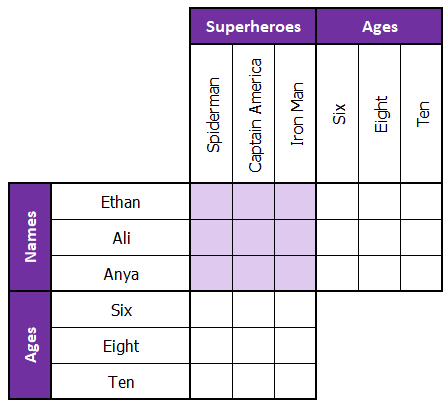 Superheroes Ages
Spiderman
Captain America
Iron Man
Six
Eight
Ten
Names
Ethan
Ali
Anya
Ages
Six
Eight
Ten